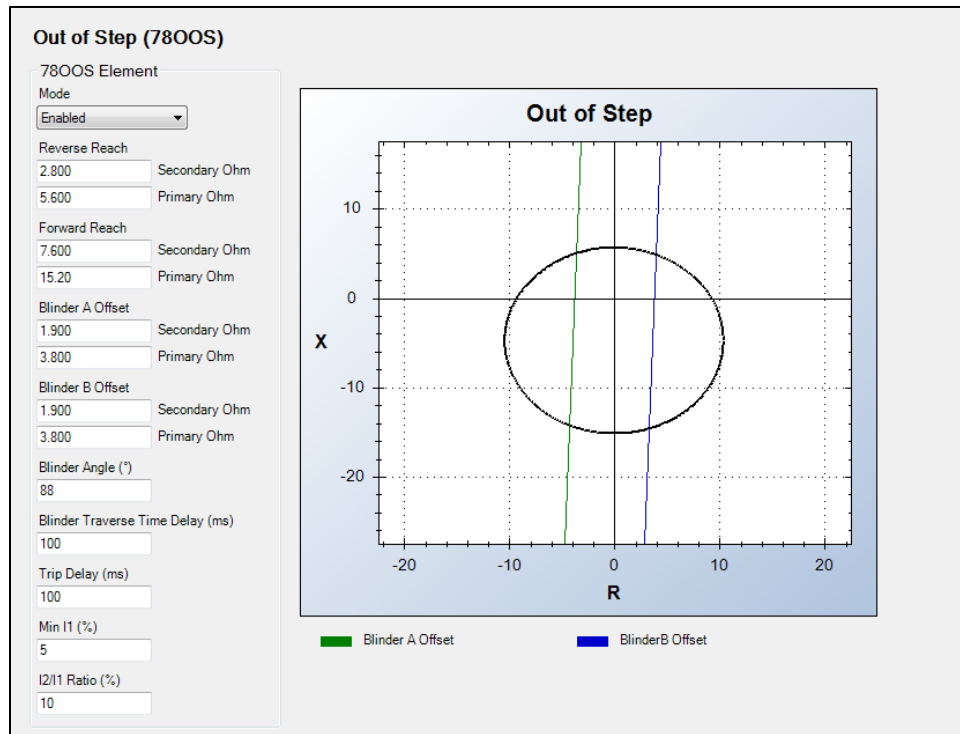 Out of Step (78OOS)
78OOS Element
Mode
Enabled
Reverse Reach
2.800 Secondary Ohm
5.600 Primary Ohm
Forward Reach
7.600 Secondary Ohm
15.20 Primary Ohm
Blinder A Offset
1.900 Secondary Ohm
3.800 Primary Ohm
Blinder B Offset
1.900 Secondary Ohm
3.800 Primary Ohm
Blinder Angle (°)
88
Blinder Traverse Time Delay (ms)
100
Trip Delay (ms)
100
Min I1 (%)
5
I2/I1 Ratio (%)
10
Out of Step
10
0
X
-10
-20
-20 -10 0 10 20
R
Blinder A Offset BlinderB Offset